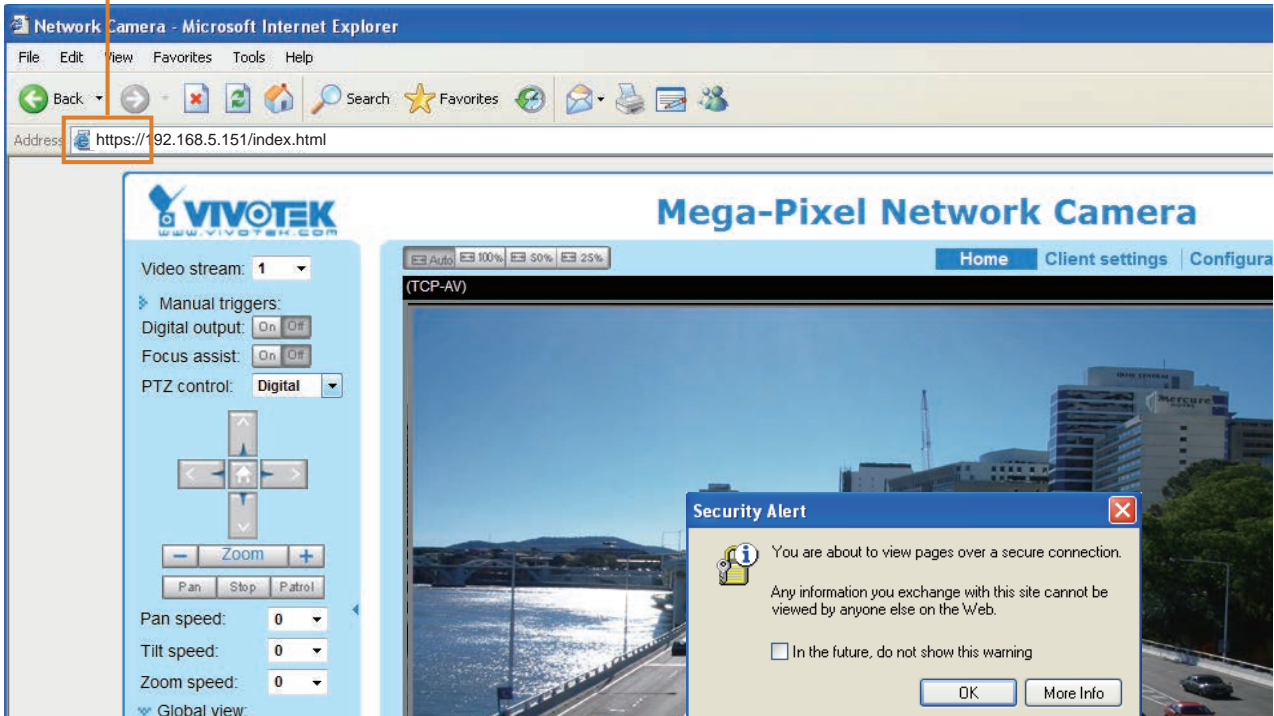 Network Camera - Microsoft Internet Explorer
File Edit View Favorites Tools Help
Back Search Favorites
Address https://192.168.5.151/index.html
VIVOTEK
www.vivotek.com
Mega-Pixel Network Camera
Auto 100% 50% 25%
Home Client settings Configura
(TCP-AV)
Video stream: 1
Manual triggers:
Digital output: On Off
Focus assist: On Off
PTZ control: Digital
Zoom
Pan Stop Patrol
Pan speed: 0
Tilt speed: 0
Zoom speed: 0
Global view:
Mercure
Security Alert
You are about to view pages over a secure connection.
Any information you exchange with this site cannot be
viewed by anyone else on the Web.
In the future, do not show this warning
OK More Info